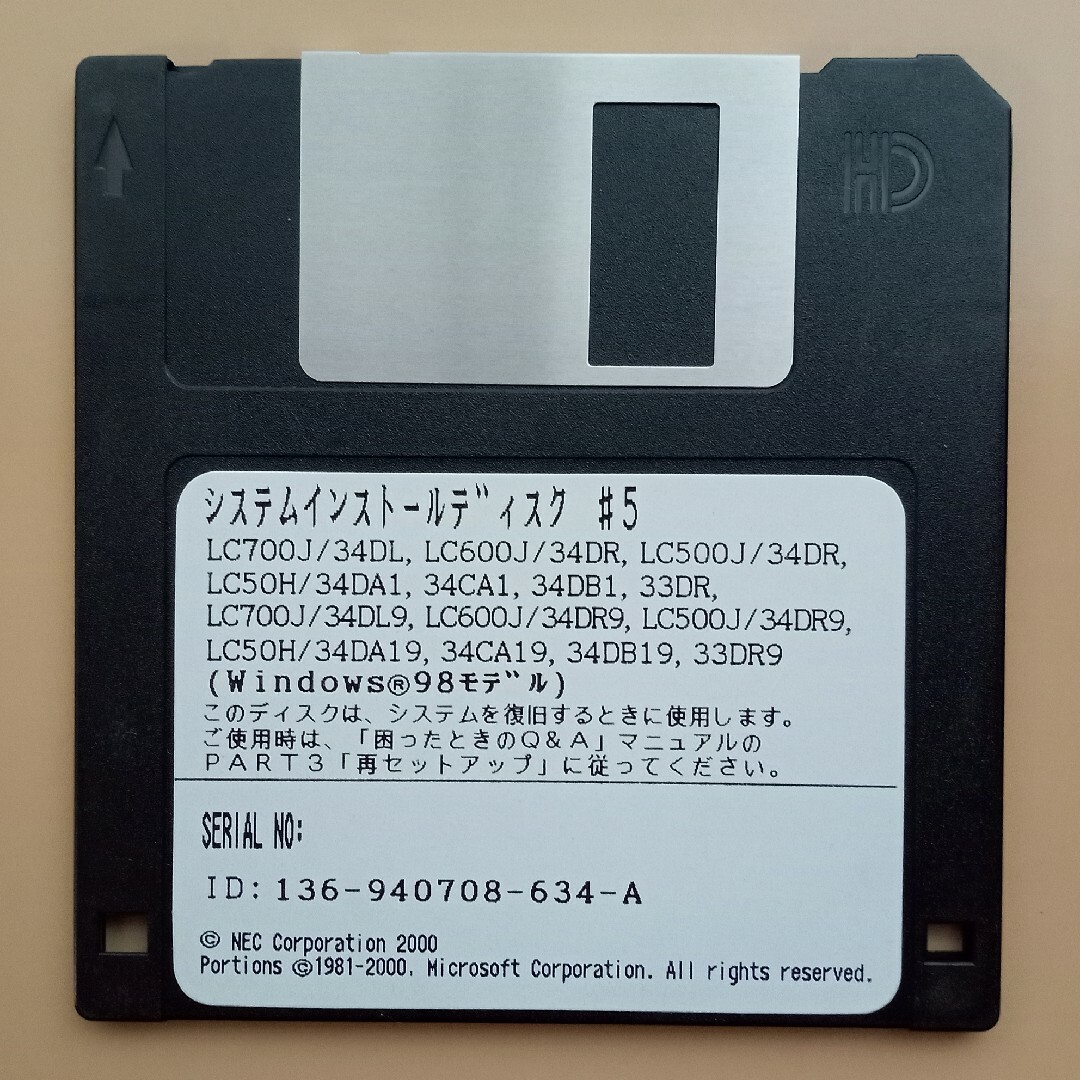 HD
システムインストールディスク #5
LC700J/34DL, LC600J/34DR, LC500J/34DR,
LC50H/34DA1, 34CA1, 34DB1, 33DR,
LC700J/34DL9, LC600J/34DR9, LC500J/34DR9,
LC50H/34DA19, 34CA19, 34DB19, 33DR9
(Windows®98モデル)
このディスクは、システムを復旧するときに使用します。
ご使用時は、「困ったときのQ&A」マニュアルの
PART3「再セットアップ」に従ってください。
SERIAL NO:
ID: 136-940708-634-A
© NEC Corporation 2000
Portions ©1981-2000, Microsoft Corporation. All rights reserved.